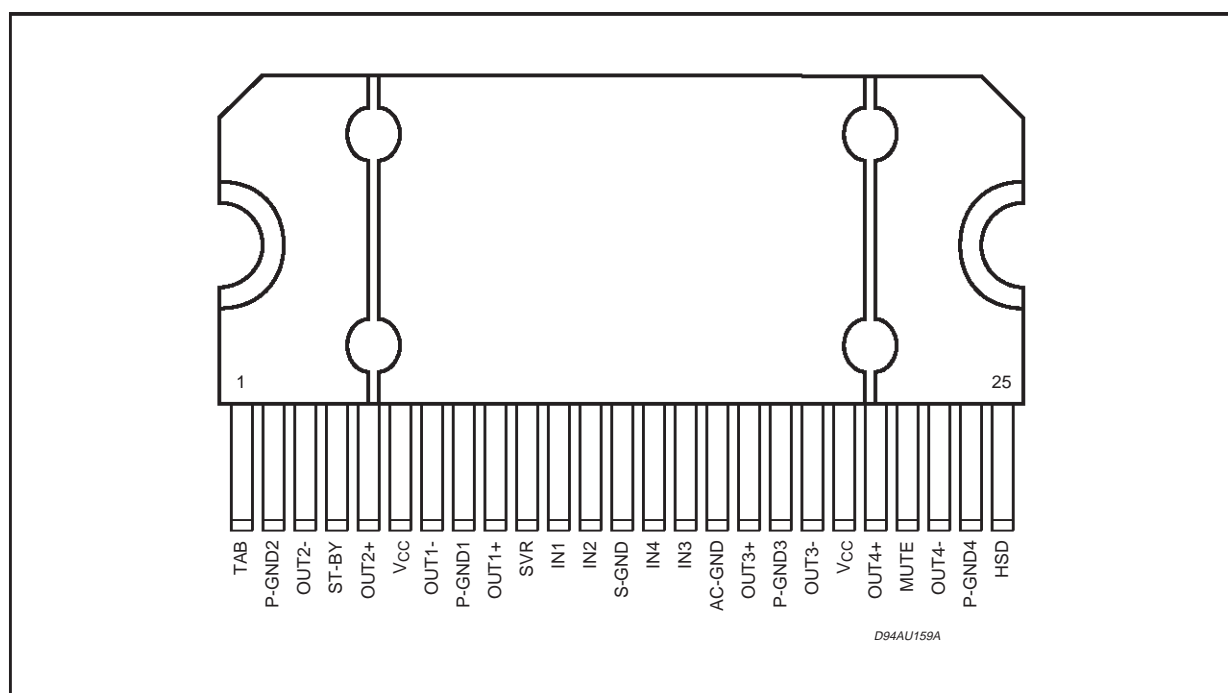 1
25
TAB
P-GND2
OUT2-
ST-BY
OUT2+
VCC
OUT1-
P-GND1
OUT1+
SVR
IN1
IN2
S-GND
IN4
IN3
AC-GND
OUT3+
P-GND3
OUT3-
VCC
OUT4+
MUTE
OUT4-
P-GND4
HSD
D94AU159A